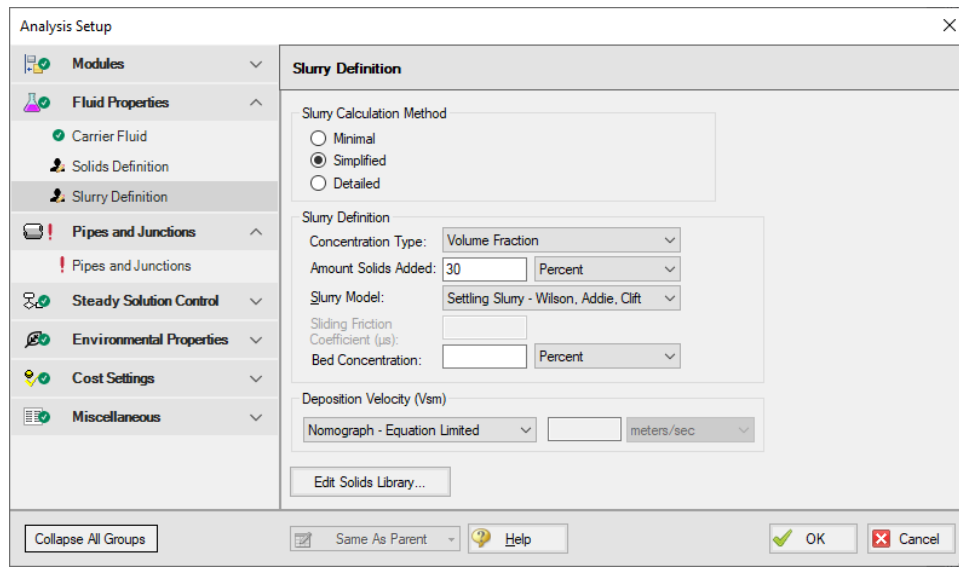 Analysis Setup
Modules
Fluid Properties
Carrier Fluid
Solids Definition
Slurry Definition
Pipes and Junctions
Pipes and Junctions
Steady Solution Control
Environmental Properties
Cost Settings
Miscellaneous
Collapse All Groups
Slurry Definition
Slurry Calculation Method
Minimal
Simplified
Detailed
Slurry Definition
Concentration Type: Volume Fraction
Amount Solids Added: 30 Percent
Slurry Model: Settling Slurry - Wilson, Addie, Clift
Sliding Friction
Coefficient (µs):
Bed Concentration: Percent
Deposition Velocity (Vsm)
Nomograph - Equation Limited meters/sec
Edit Solids Library...
Same As Parent Help OK Cancel